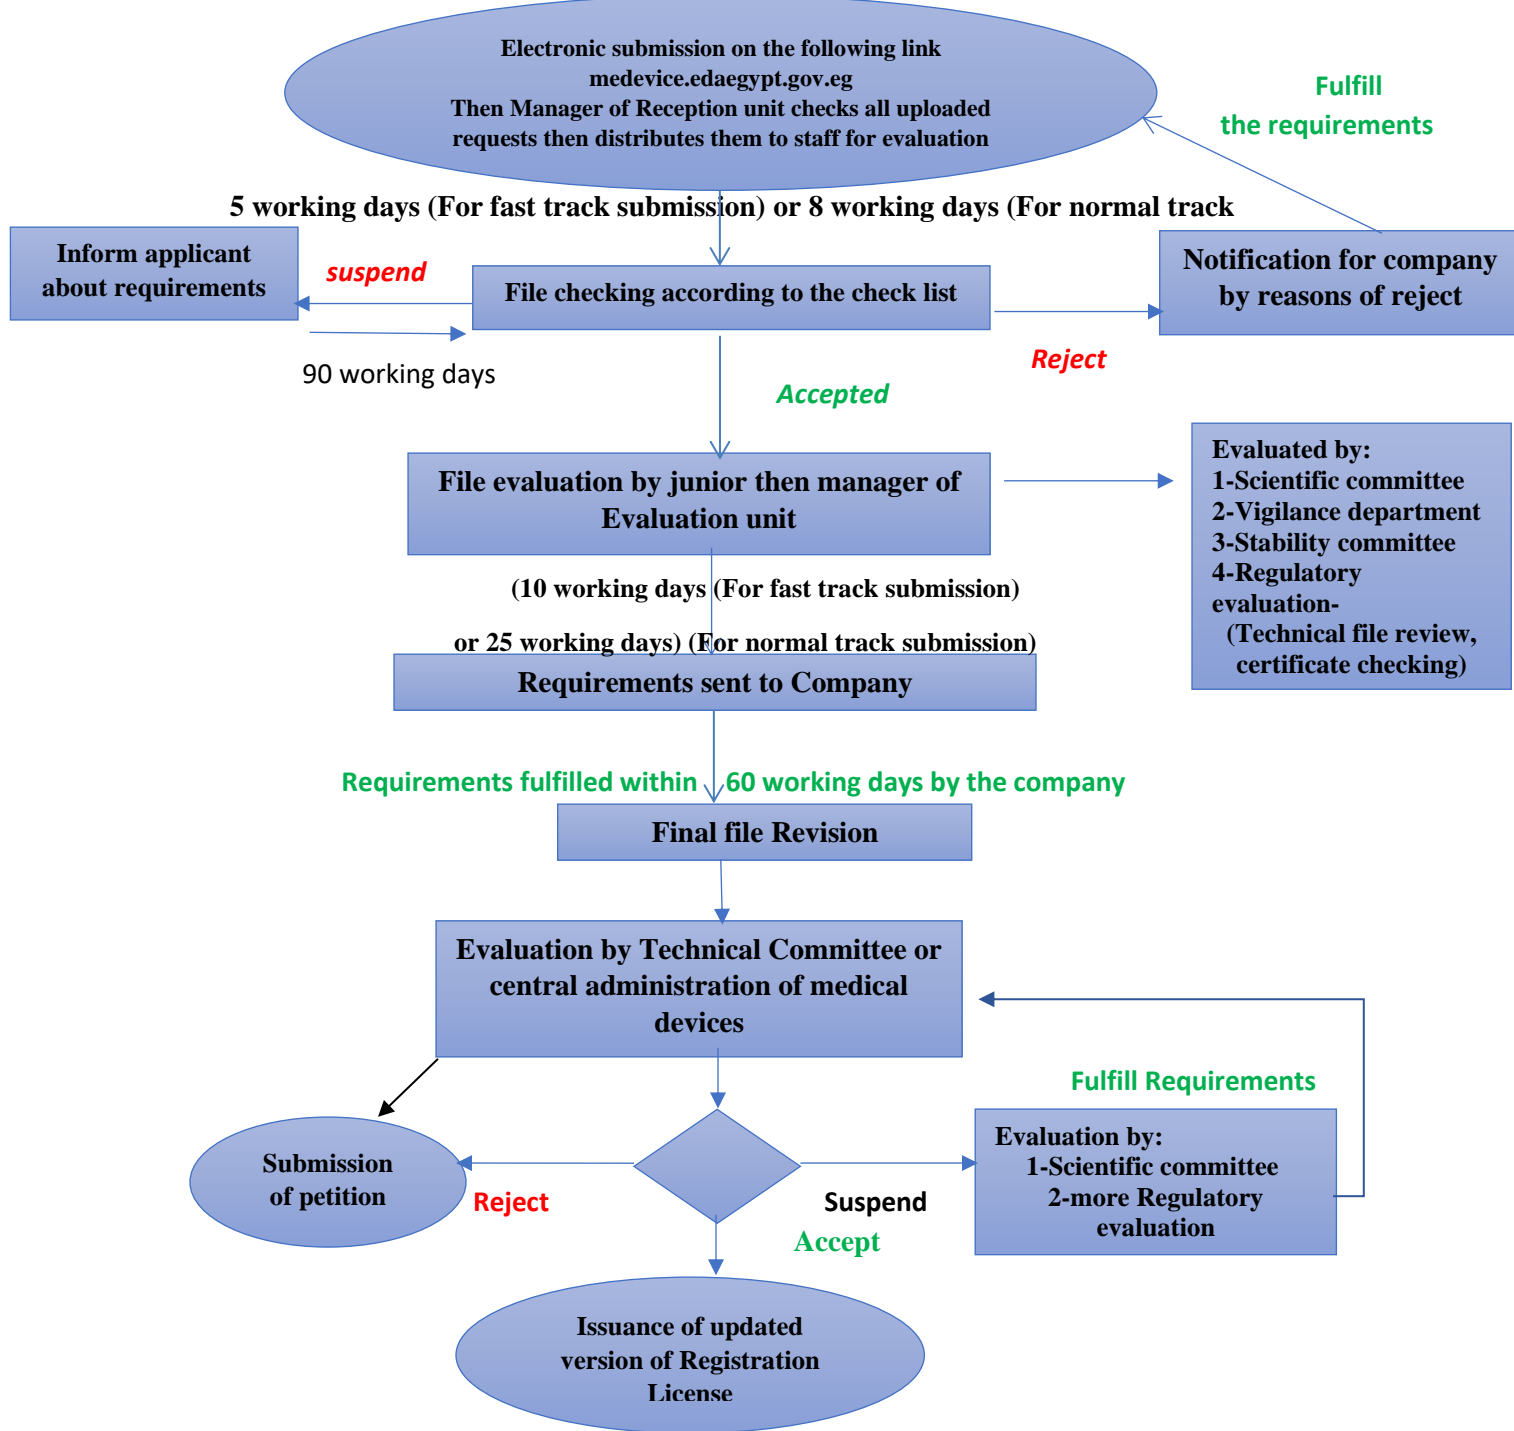 Electronic submission on the following link
medevice.edaegypt.gov.eg
Then Manager of Reception unit checks all uploaded
requests then distributes them to staff for evaluation
Fulfill
the requirements
5 working days (For fast track submission) or 8 working days (For normal track
Inform applicant
about requirements
suspend
File checking according to the check list
Notification for company
by reasons of reject
90 working days
Reject
Accepted
File evaluation by junior then manager of
Evaluation unit
Evaluated by:
1-Scientific committee
2-Vigilance department
3-Stability committee
4-Regulatory
evaluation-
(Technical file review,
certificate checking)
(10 working days (For fast track submission)
or 25 working days) (For normal track submission)
Requirements sent to Company
Requirements fulfilled within 60 working days by the company
Final file Revision
Evaluation by Technical Committee or
central administration of medical
devices
Fulfill Requirements
Submission
of petition
Reject
Suspend
Accept
Evaluation by:
1-Scientific committee
2-more Regulatory
evaluation
Issuance of updated
version of Registration
License